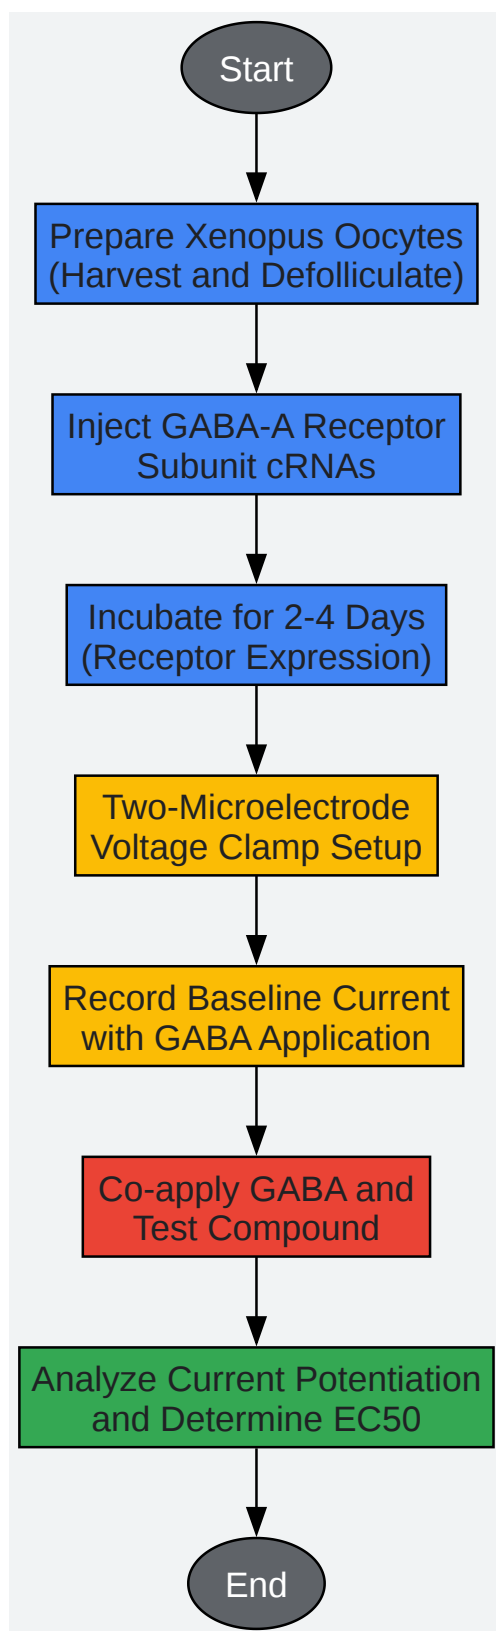 Start
Prepare Xenopus Oocytes
(Harvest and Defolliculate)
Inject GABA-A Receptor
Subunit cRNAs
Incubate for 2-4 Days
(Receptor Expression)
Two-Microelectrode
Voltage Clamp Setup
Record Baseline Current
with GABA Application
Co-apply GABA and
Test Compound
Analyze Current Potentiation
and Determine EC50
End